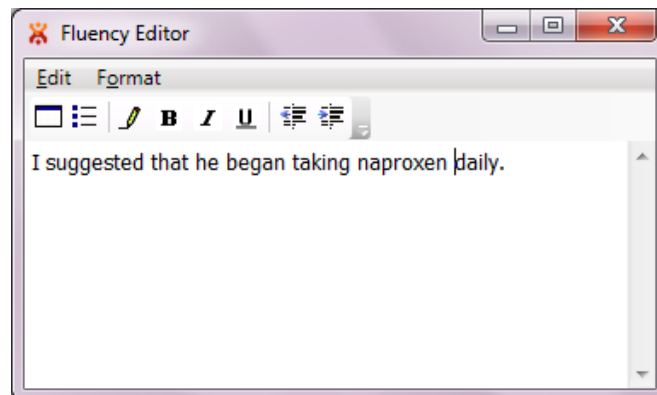 Fluency Editor
Edit Format
B I U
I suggested that he began taking naproxen daily.